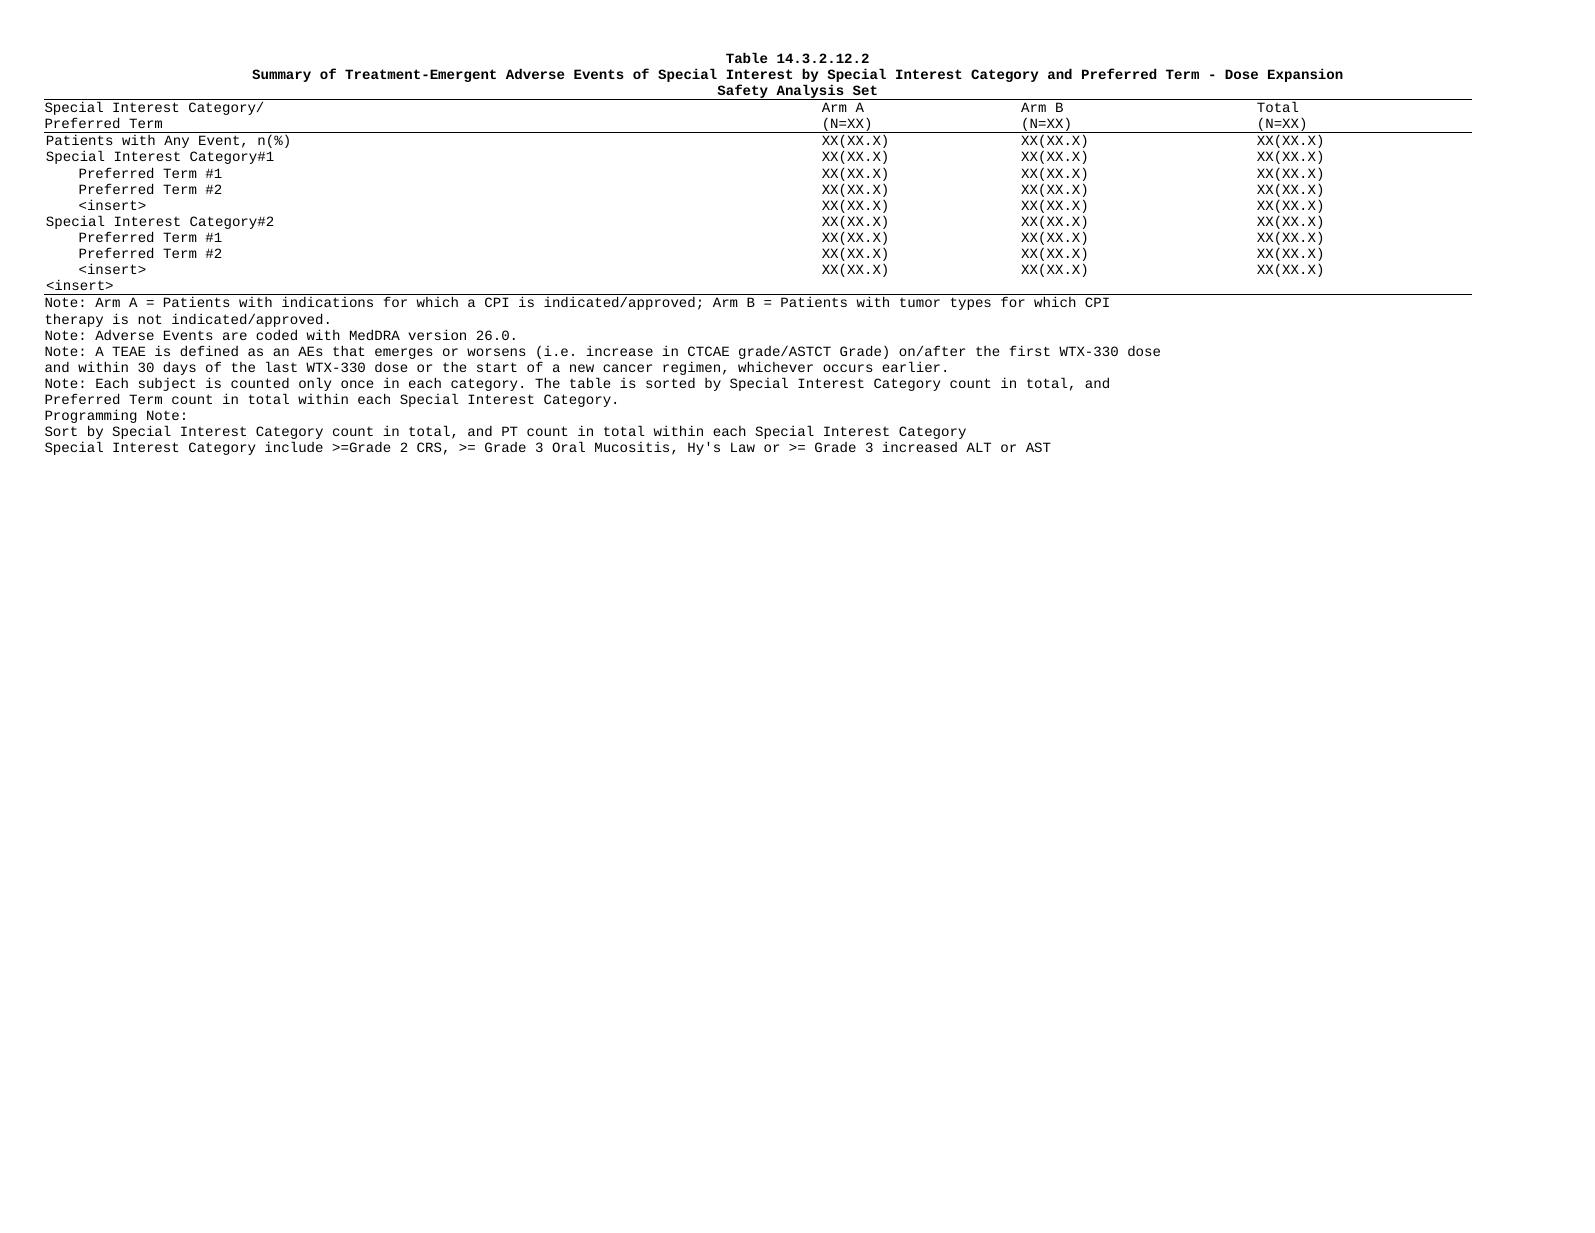 Table 14.3.2.12.2
Summary of Treatment-Emergent Adverse Events of Special Interest by Special Interest Category and Preferred Term - Dose Expansion
Safety Analysis Set
Special Interest Category/ Arm A Arm B Total
Preferred Term (N=XX) (N=XX) (N=XX)
Patients with Any Event, n(%) XX(XX.X) XX(XX.X) XX(XX.X)
Special Interest Category#1 XX(XX.X) XX(XX.X) XX(XX.X)
Preferred Term #1 XX(XX.X) XX(XX.X) XX(XX.X)
Preferred Term #2 XX(XX.X) XX(XX.X) XX(XX.X)
<insert> XX(XX.X) XX(XX.X) XX(XX.X)
Special Interest Category#2 XX(XX.X) XX(XX.X) XX(XX.X)
Preferred Term #1 XX(XX.X) XX(XX.X) XX(XX.X)
Preferred Term #2 XX(XX.X) XX(XX.X) XX(XX.X)
<insert> XX(XX.X) XX(XX.X) XX(XX.X)
<insert>
Note: Arm A = Patients with indications for which a CPI is indicated/approved; Arm B = Patients with tumor types for which CPI
therapy is not indicated/approved.
Note: Adverse Events are coded with MedDRA version 26.0.
Note: A TEAE is defined as an AEs that emerges or worsens (i.e. increase in CTCAE grade/ASTCT Grade) on/after the first WTX-330 dose
and within 30 days of the last WTX-330 dose or the start of a new cancer regimen, whichever occurs earlier.
Note: Each subject is counted only once in each category. The table is sorted by Special Interest Category count in total, and
Preferred Term count in total within each Special Interest Category.
Programming Note:
Sort by Special Interest Category count in total, and PT count in total within each Special Interest Category
Special Interest Category include >=Grade 2 CRS, >= Grade 3 Oral Mucositis, Hy's Law or >= Grade 3 increased ALT or AST